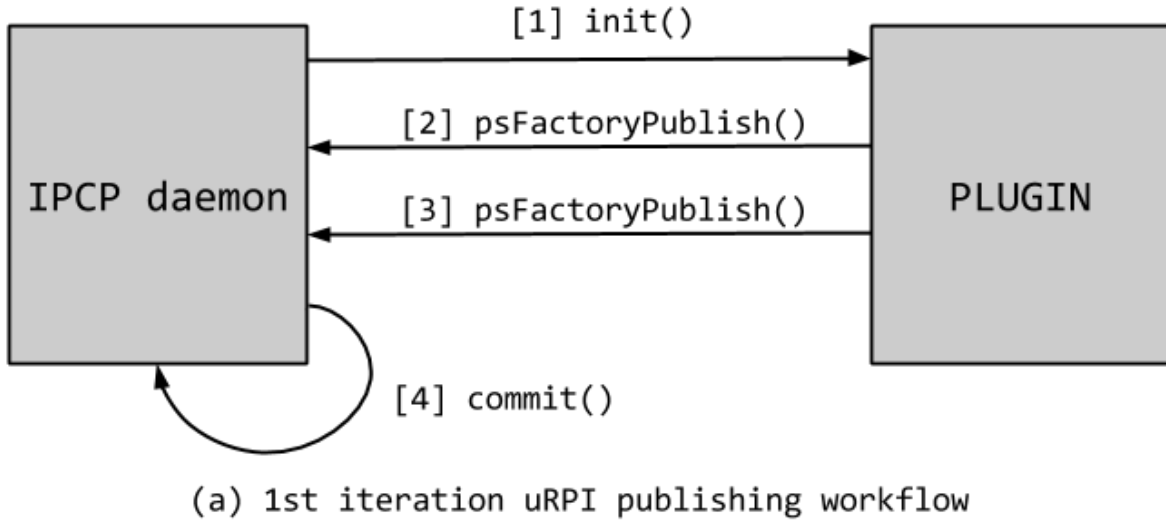 [1] init()
[2] psFactoryPublish()
IPCP daemon
PLUGIN
[3] psFactoryPublish()
[4] commit()
(a) 1st iteration uRPI publishing workflow